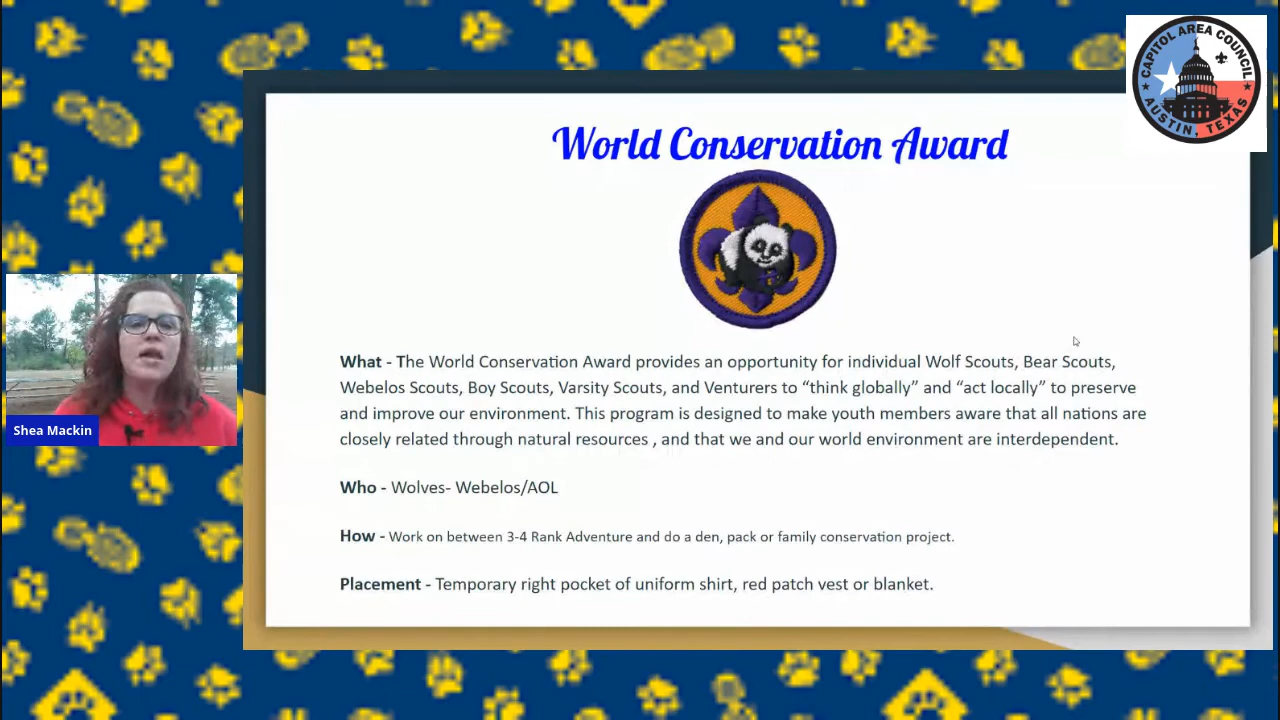 CAPITOL AREA COUNCIL
AUSTIN, TEXAS
World Conservation Award
What - The World Conservation Award provides an opportunity for individual Wolf Scouts, Bear Scouts,
Webelos Scouts, Boy Scouts, Varsity Scouts, and Venturers to “think globally” and “act locally” to preserve
and improve our environment. This program is designed to make youth members aware that all nations are
closely related through natural resources , and that we and our world environment are interdependent.
Shea Mackin
Who - Wolves- Webelos/AOL
How - Work on between 3-4 Rank Adventure and do a den, pack or family conservation project.
Placement - Temporary right pocket of uniform shirt, red patch vest or blanket.